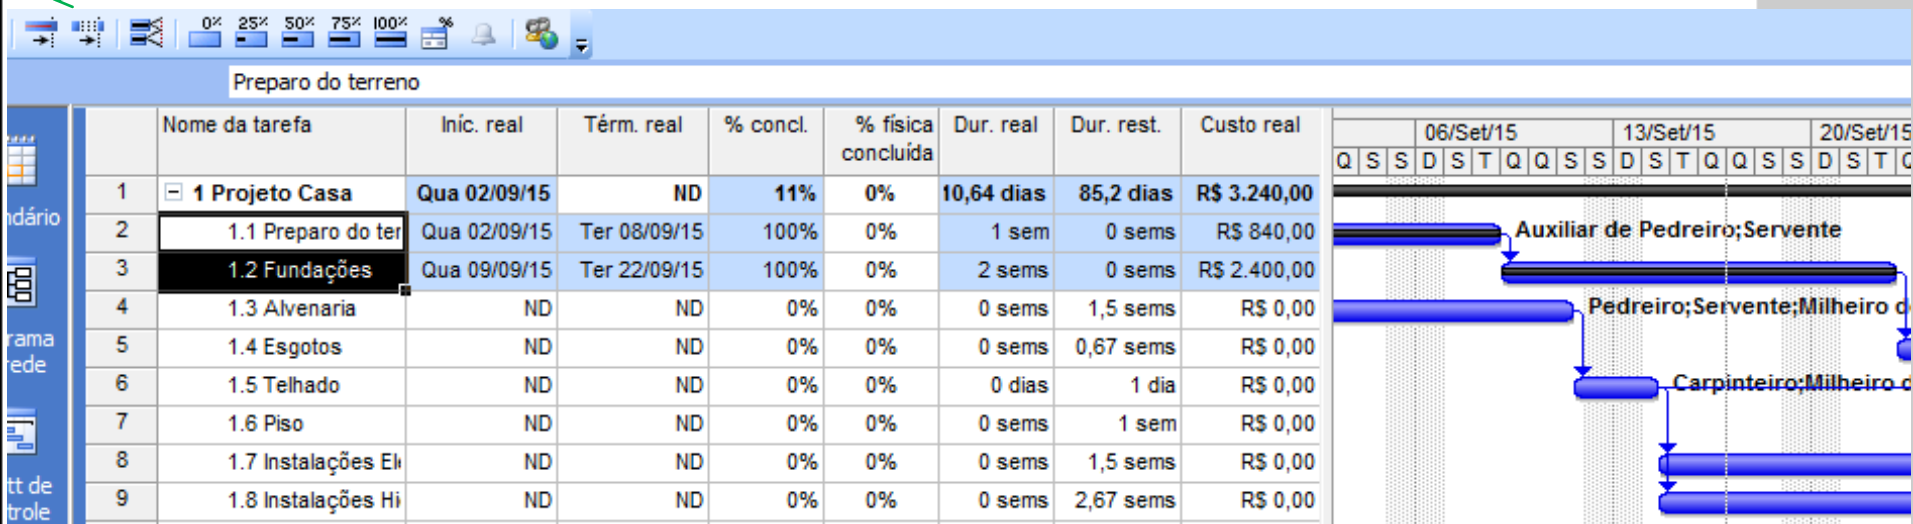 0% 25% 50% 75% 100% %
Preparo do terreno
Nome da tarefa Iníc. real Térm. real % concl. % física concluída Dur. real Dur. rest. Custo real
06/Set/15 13/Set/15 20/Set/15
Q S S D S T Q Q S S D S T Q Q S S D S T Q
1 1 Projeto Casa Qua 02/09/15 ND 11% 0% 10,64 dias 85,2 dias R$ 3.240,00
2 1.1 Preparo do ter Qua 02/09/15 Ter 08/09/15 100% 0% 1 sem 0 sems R$ 840,00 Auxiliar de Pedreiro;Servente
3 1.2 Fundações Qua 09/09/15 Ter 22/09/15 100% 0% 2 sems 0 sems R$ 2.400,00
4 1.3 Alvenaria ND ND 0% 0% 0 sems 1,5 sems R$ 0,00 Pedreiro;Servente;Milheiro d
5 1.4 Esgotos ND ND 0% 0% 0 sems 0,67 sems R$ 0,00
6 1.5 Telhado ND ND 0% 0% 0 dias 1 dia R$ 0,00 Carpinteiro;Milheiro d
7 1.6 Piso ND ND 0% 0% 0 sems 1 sem R$ 0,00
8 1.7 Instalações El ND ND 0% 0% 0 sems 1,5 sems R$ 0,00
9 1.8 Instalações Hi ND ND 0% 0% 0 sems 2,67 sems R$ 0,00
ndário
rama
rede
tt de
trole